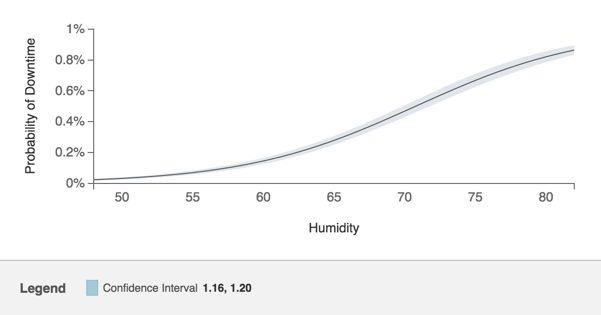 1%
0.8%
0.6%
0.4%
0.2%
0%
Probability of Downtime
50 55 60 65 70 75 80
Humidity
Legend Confidence Interval 1.16, 1.20